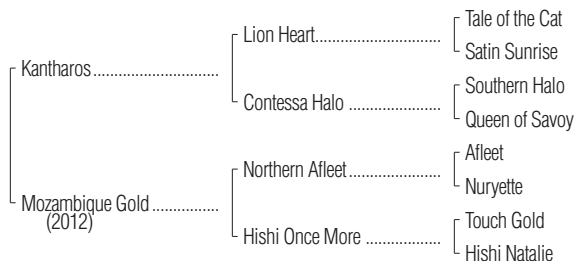 Tale of the Cat
Lion Heart
Satin Sunrise
Kantharos
Southern Halo
Contessa Halo
Queen of Savoy
Afleet
Northern Afleet
Nuryette
Mozambique Gold
(2012)
Touch Gold
Hishi Once More
Hishi Natalie